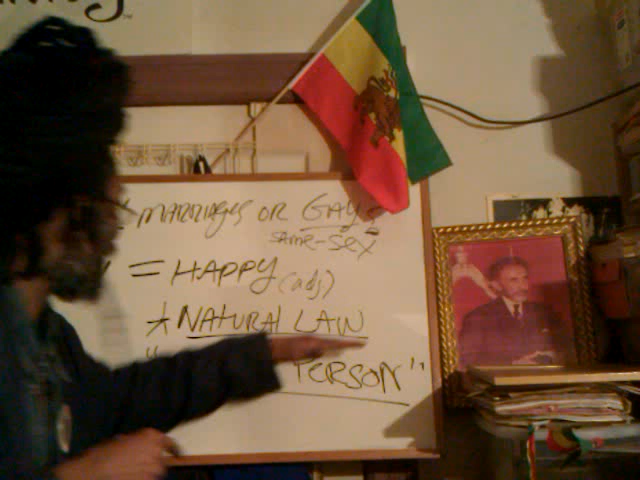 MARRIAGES OR GAYS
SAME-SEX
= HAPPY (adj)
* NATURAL LAW
" PERSON"